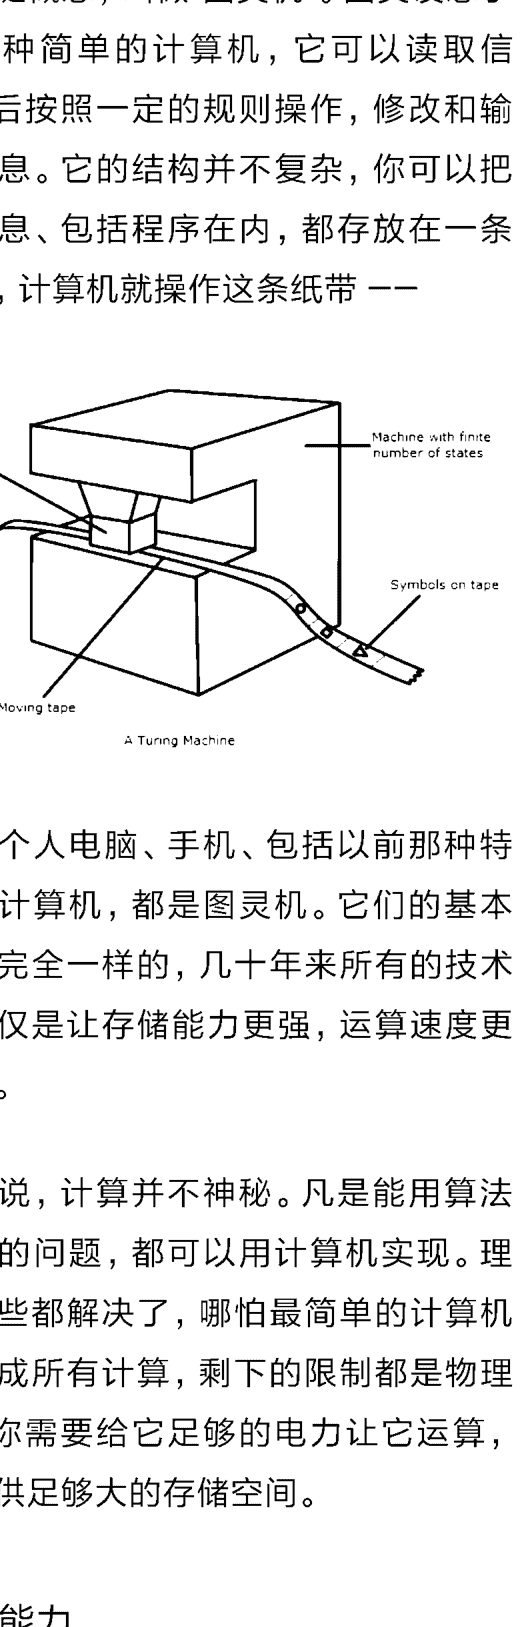 种简单的计算机，它可以读取信
后按照一定的规则操作，修改和输
息。它的结构并不复杂，你可以把
息、包括程序在内，都存放在一条
，计算机就操作这条纸带 ——
Machine with finite
number of states
Symbols on tape
Moving tape
A Turing Machine
个人电脑、手机、包括以前那种特
计算机，都是图灵机。它们的基本
完全一样的，几十年来所有的技术
仅是让存储能力更强，运算速度更
。
说，计算并不神秘。凡是能用算法
的问题，都可以用计算机实现。理
些都解决了，哪怕最简单的计算机
成所有计算，剩下的限制都是物理
你需要给它足够的电力让它运算，
供足够大的存储空间。
能力